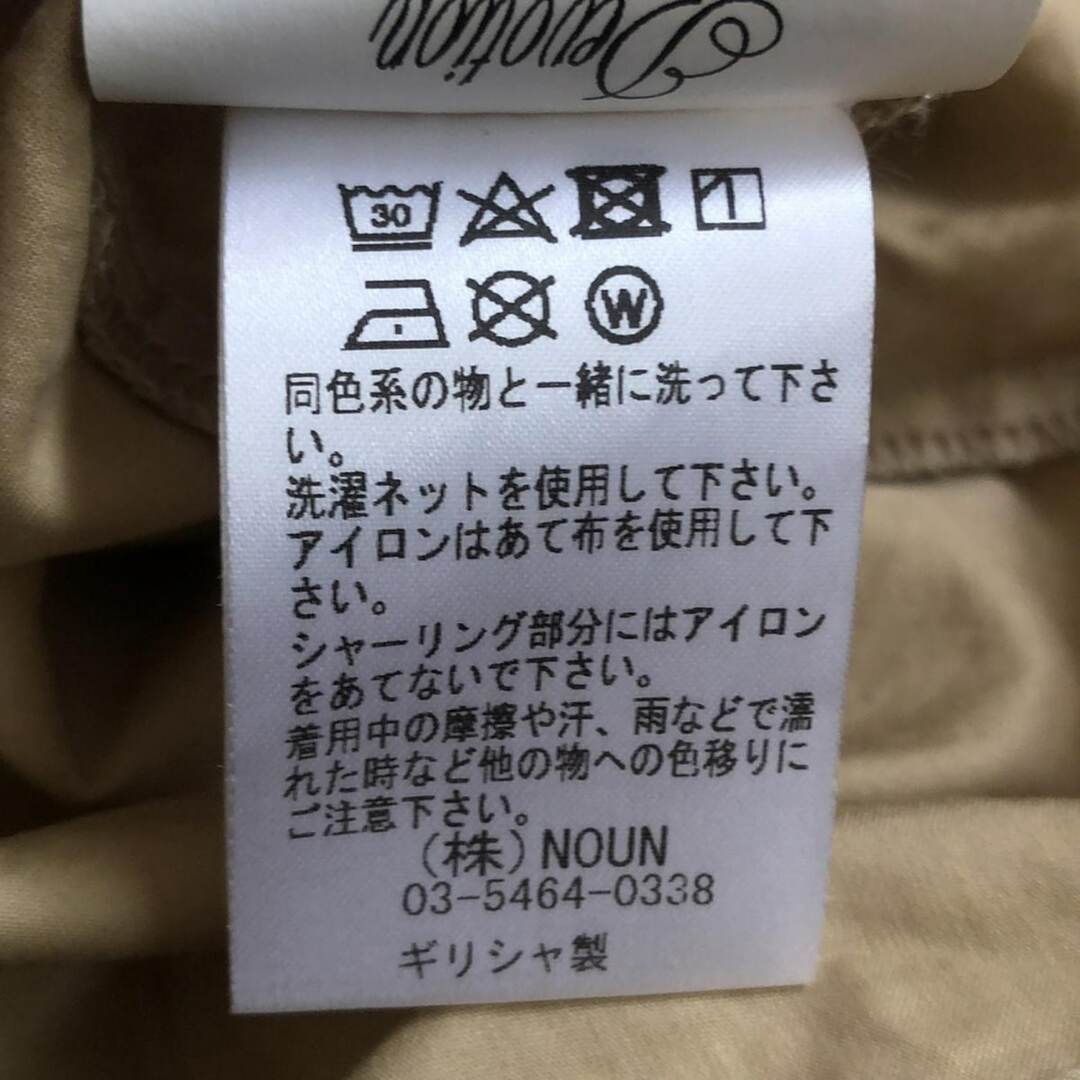 Devotion
30
W
同色系の物と一緒に洗って下さ
い。
洗濯ネットを使用して下さい。
アイロンはあて布を使用して下
さい。
シャーリング部分にはアイロン
をあてないで下さい。
着用中の摩擦や汗、雨などで濡
れた時など他の物への色移りに
ご注意下さい。
(株)NOUN
03-5464-0338
ギリシャ製